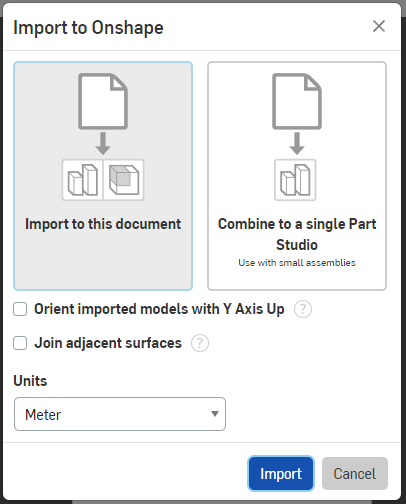 Import to Onshape
Import to this document
Combine to a single Part
Studio
Use with small assemblies
Orient imported models with Y Axis Up ?
Join adjacent surfaces ?
Units
Meter
Import Cancel